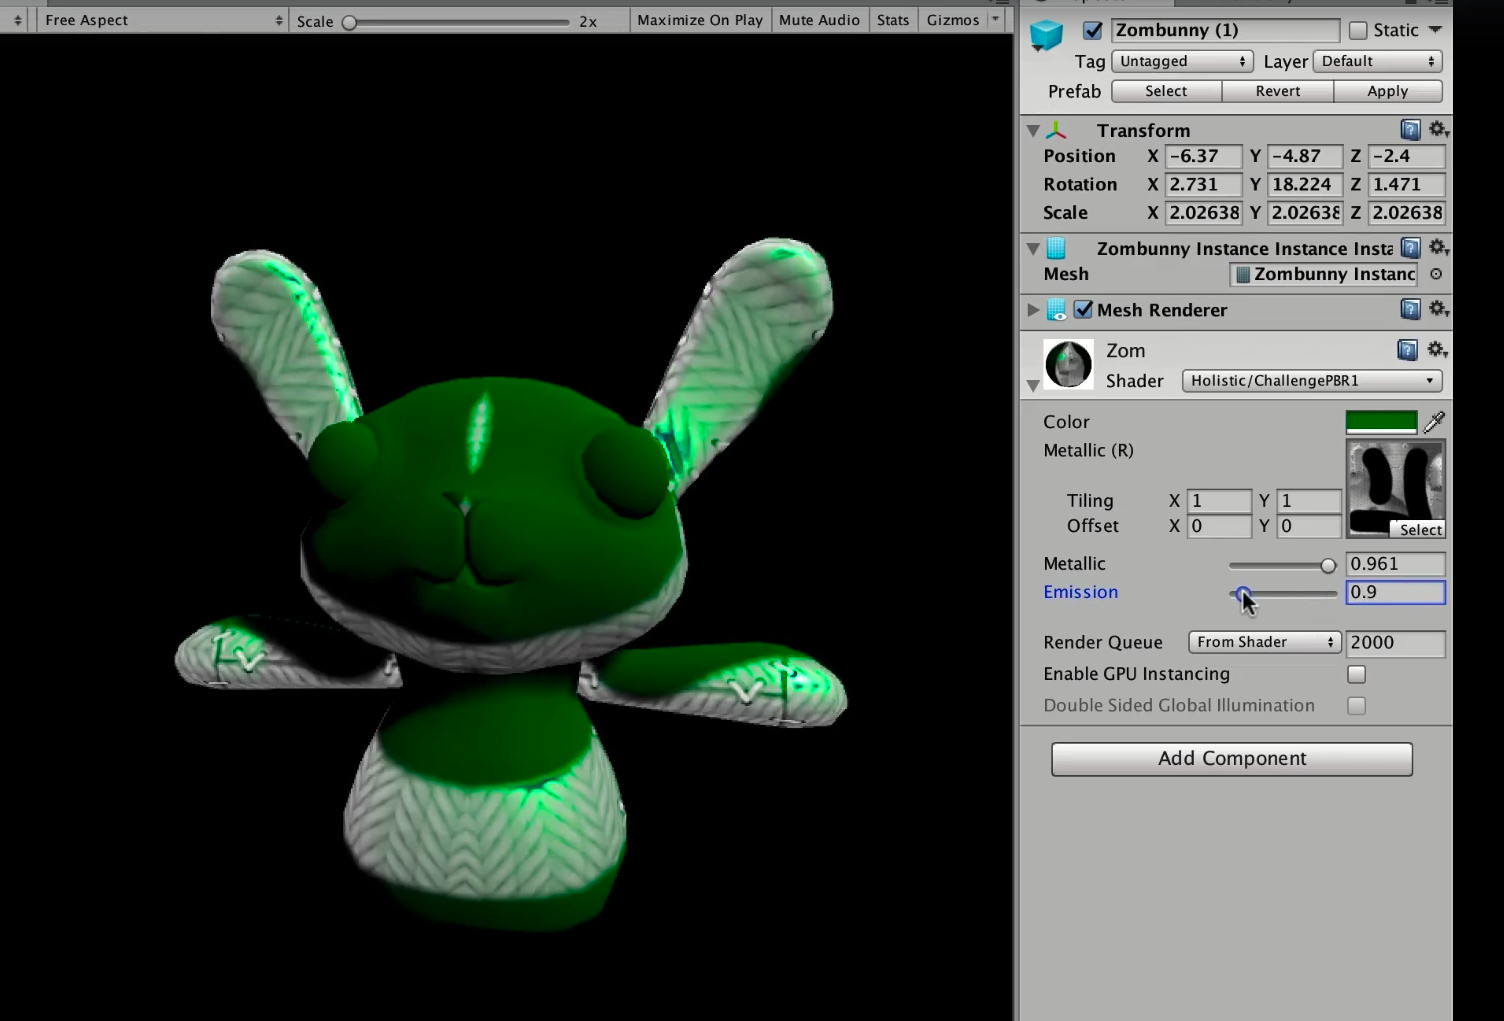 Free Aspect
Scale 2x
Maximize On Play
Mute Audio
Stats
Gizmos
Zombunny (1)
Static
Tag Untagged Layer Default
Prefab Select Revert Apply
Transform
Position X -6.37 Y -4.87 Z -2.4
Rotation X 2.731 Y 18.224 Z 1.471
Scale X 2.02638 Y 2.02638 Z 2.02638
Zombunny Instance Instance Insta
Mesh Zombunny Instanc
Mesh Renderer
Zom
Shader Holistic/ChallengePBR1
Color
Metallic (R)
Tiling X 1 Y 1
Offset X 0 Y 0
Select
Metallic 0.961
Emission 0.9
Render Queue From Shader 2000
Enable GPU Instancing
Double Sided Global Illumination
Add Component